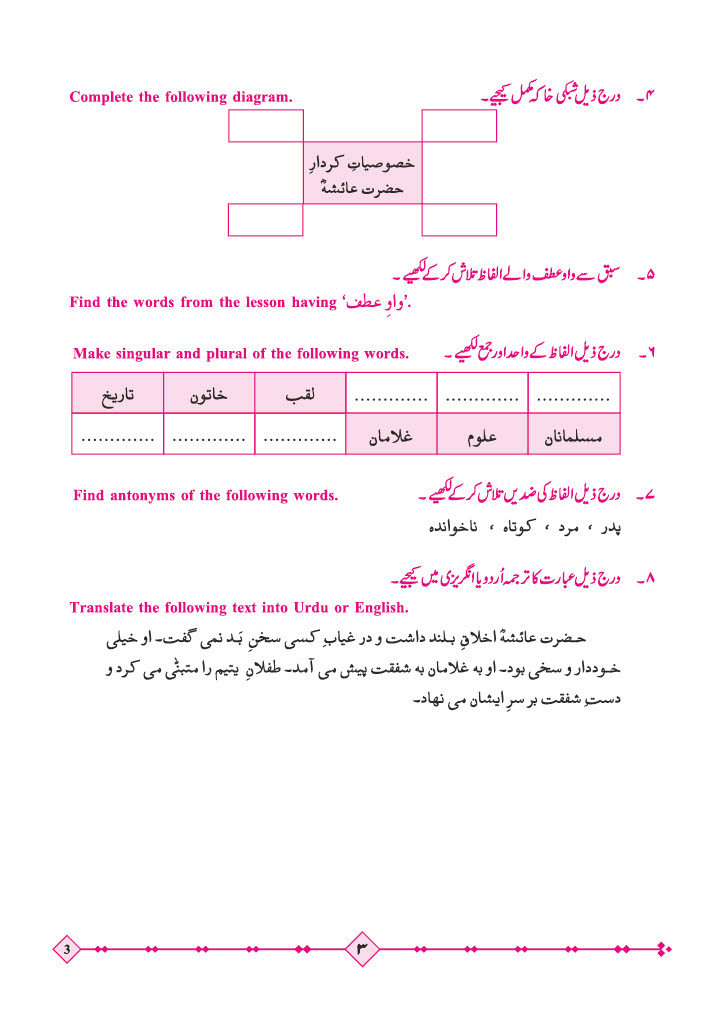 ۴۔ درج ذیل شبکی خاکہ مکمل کیجیے۔ Complete the following diagram.
خصوصیاتِ کردارِ
حضرت عائشہؓ
۵۔ سبق سے واوعطف والے الفاظ تلاش کرکے لکھیے۔
Find the words from the lesson having ‘واوِ عطف’.
۶۔ درج ذیل الفاظ کے واحد اور جمع لکھیے۔ Make singular and plural of the following words.
............. ............. ............. لقب خاتون تاریخ
مسلمانان علوم غلامان ............. ............. .............
۷۔ درج ذیل الفاظ کی ضدیں تلاش کرکے لکھیے۔ Find antonyms of the following words.
پدر ، مرد ، کوتاہ ، ناخواندہ
۸۔ درج ذیل عبارت کا ترجمہ اُردو یا انگریزی میں کیجیے۔
Translate the following text into Urdu or English.
حضرت عائشہؓ اخلاقِ بلند داشت و در غیابِ کسی سخنِ بَد نمی گفت۔ او خیلی
خوددار و سخی بود۔ او بہ غلامان بہ شفقت پیش می آمد۔ طفلانِ یتیم را متبنّٰی می کرد و
دستِ شفقت بر سرِ ایشان می نہاد۔
3 ۳